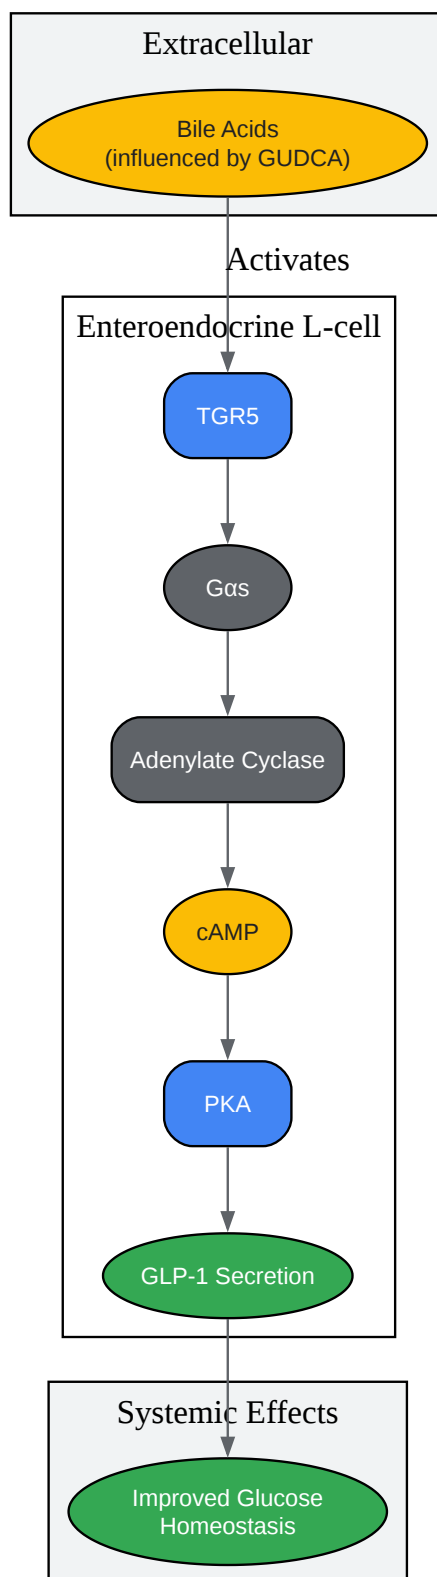 Extracellular
Bile Acids
(influenced by GUDCA)
Activates
Enteroendocrine L-cell
TGR5
Gαs
Adenylate Cyclase
cAMP
PKA
GLP-1 Secretion
Systemic Effects
Improved Glucose
Homeostasis